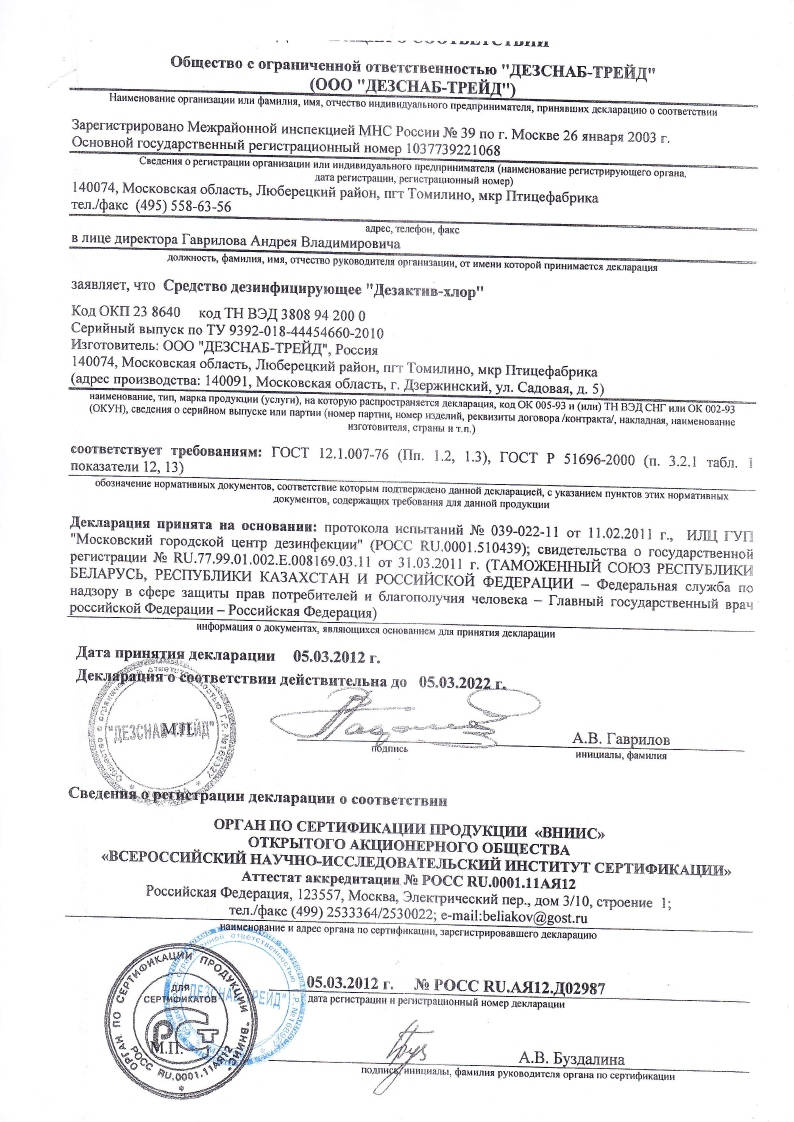 СООТВЕТСТВИИ
Общество с ограниченной ответственностью "ДЕЗСНАБ-ТРЕЙД"
(ООО "ДЕЗСНАБ-ТРЕЙД")
Наименование организации или фамилия, имя, отчество индивидуального предпринимателя, принявших декларацию о соответствии
Зарегистрировано Межрайонной инспекцией МНС России № 39 по г. Москве 26 января 2003 г.
Основной государственный регистрационный номер 1037739221068
Сведения о регистрации организации или индивидуального предпринимателя (наименование регистрирующего органа,
дата регистрации, регистрационный номер)
140074, Московская область, Люберецкий район, пгт Томилино, мкр Птицефабрика
тел./факс (495) 558-63-56
адрес, телефон, факс
в лице директора Гаврилова Андрея Владимировича
должность, фамилия, имя, отчество руководителя организации, от имени которой принимается декларация
заявляет, что Средство дезинфицирующее "Дезактив-хлор"
Код ОКП 23 8640 код ТН ВЭД 3808 94 200 0
Серийный выпуск по ТУ 9392-018-44454660-2010
Изготовитель: ООО "ДЕЗСНАБ-ТРЕЙД", Россия
140074, Московская область, Люберецкий район, пгт Томилино, мкр Птицефабрика
(адрес производства: 140091, Московская область, г. Дзержинский, ул. Садовая, д. 5)
наименование, тип, марка продукции (услуги), на которую распространяется декларация, код ОК 005-93 и (или) ТН ВЭД СНГ или ОК 002-93
(ОКУН), сведения о серийном выпуске или партии (номер партии, номер изделий, реквизиты договора /контракта/, накладная, наименование
изготовителя, страны и т.п.)
соответствует требованиям: ГОСТ 12.1.007-76 (Пп. 1.2, 1.3), ГОСТ Р 51696-2000 (п. 3.2.1 табл. 1
показатели 12, 13)
обозначение нормативных документов, соответствие которым подтверждено данной декларацией, с указанием пунктов этих нормативных
документов, содержащих требования для данной продукции
Декларация принята на основании: протокола испытаний № 039-022-11 от 11.02.2011 г., ИЛЦ ГУП
"Московский городской центр дезинфекции" (РОСС RU.0001.510439); свидетельства о государственной
регистрации № RU.77.99.01.002.Е.008169.03.11 от 31.03.2011 г. (ТАМОЖЕННЫЙ СОЮЗ РЕСПУБЛИКИ
БЕЛАРУСЬ, РЕСПУБЛИКИ КАЗАХСТАН И РОССИЙСКОЙ ФЕДЕРАЦИИ – Федеральная служба по
надзору в сфере защиты прав потребителей и благополучия человека – Главный государственный врач
российской Федерации – Российская Федерация)
информация о документах, являющихся основанием для принятия декларации
Дата принятия декларации 05.03.2012 г.
Декларация о соответствии действительна до 05.03.2022 г.
"ДЕЗСНАБ-ТРЕЙД"
М.П.
подпись
А.В. Гаврилов
инициалы, фамилия
Сведения о регистрации декларации о соответствии
ОРГАН ПО СЕРТИФИКАЦИИ ПРОДУКЦИИ «ВНИИС»
ОТКРЫТОГО АКЦИОНЕРНОГО ОБЩЕСТВА
«ВСЕРОССИЙСКИЙ НАУЧНО-ИССЛЕДОВАТЕЛЬСКИЙ ИНСТИТУТ СЕРТИФИКАЦИИ»
Аттестат аккредитации № РОСС RU.0001.11АЯ12
Российская Федерация, 123557, Москва, Электрический пер., дом 3/10, строение 1;
тел./факс (499) 2533364/2530022; e-mail:beliakov@gost.ru
наименование и адрес органа по сертификации, зарегистрировавшего декларацию
05.03.2012 г. № РОСС RU.АЯ12.Д02987
дата регистрации и регистрационный номер декларации
ОРГАН ПО СЕРТИФИКАЦИИ ПРОДУКЦИИ "ВНИИС"
РОСС RU.0001.11АЯ12
ДЛЯ
СЕРТИФИКАТОВ
"ДЕЗСНАБ-ТРЕЙД"
М.П.
А.В. Буздалина
подпись, инициалы, фамилия руководителя органа по сертификации